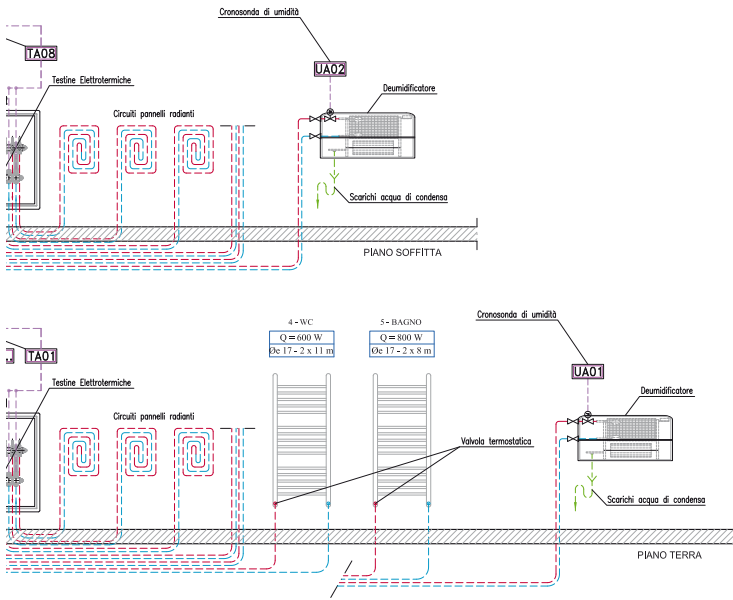 Cronosonda di umidità
TA08
UA02
Testine Elettrotermiche
Deumidificatore
Circuiti pannelli radianti
Scarichi acqua di condensa
PIANO SOFFITTA
Cronosonda di umidità
4 - WC
5 - BAGNO
Q = 600 W
Q = 800 W
Øe 17 - 2 x 11 m
Øe 17 - 2 x 8 m
TA01
UA01
Testine Elettrotermiche
Deumidificatore
Circuiti pannelli radianti
Valvola termostatica
Scarichi acqua di condensa
PIANO TERRA